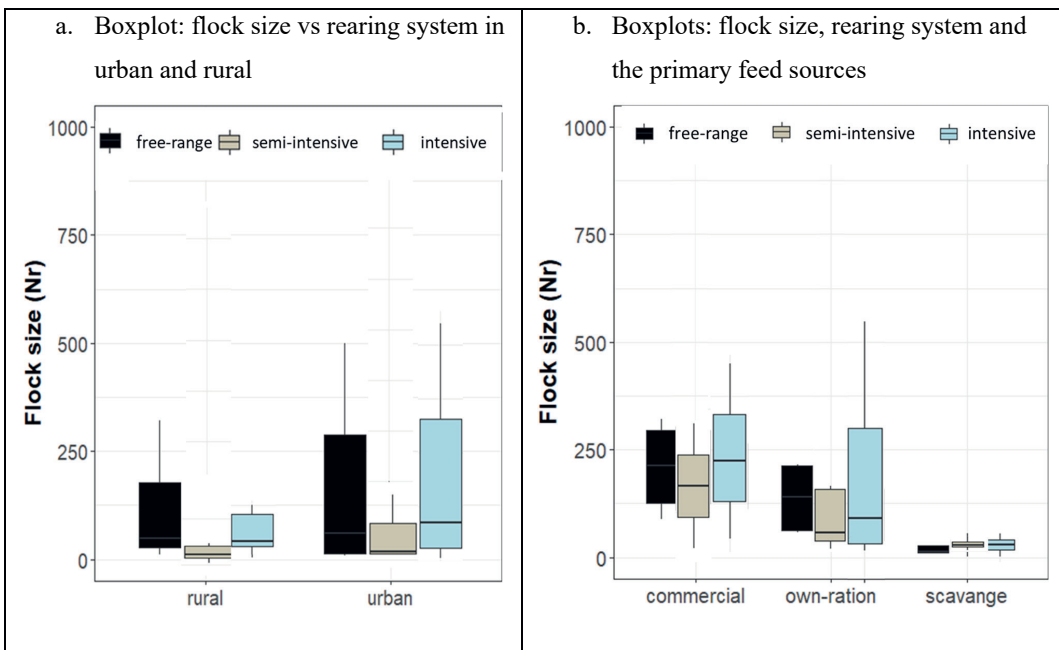 a. Boxplot: flock size vs rearing system in
urban and rural
1000
free-range
semi-intensive
intensive
750
500
250
0
Flock size (Nr)
rural
urban
b. Boxplots: flock size, rearing system and
the primary feed sources
1000
free-range
semi-intensive
intensive
750
500
250
0
Flock size (Nr)
commercial
own-ration
scavange